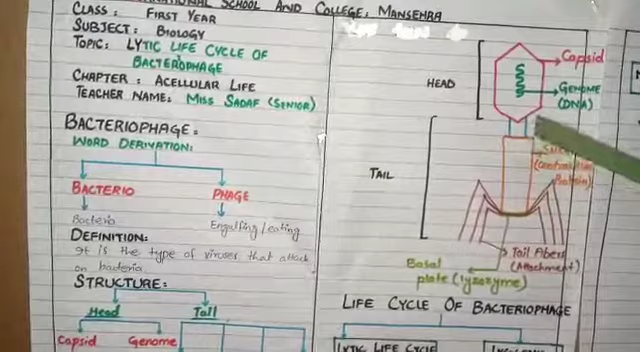 SCHOOL AND COLLEGE, MANSEHRA
CLASS: FIRST YEAR
SUBJECT: BIOLOGY
TOPIC: LYTIC LIFE CYCLE OF
BACTEROPHAGE
CHAPTER: ACELLULAR LIFE
TEACHER NAME: MISS SADAF (SENIOR)
BACTERIOPHAGE:
WORD DERIVATION:
BACTERIO PHAGE
Bacteria Engulfing/eating
DEFINITION:
It is the type of viruses that attack
on bacteria.
STRUCTURE:
Head Tail
Capsid Genome
HEAD
Capsid
GENOME
(DNA)
TAIL
Protein)
Tail fibers
(Attachment)
Basal
plate (lysozyme)
LIFE CYCLE OF BACTERIOPHAGE
LYTIC LIFE CYCLE